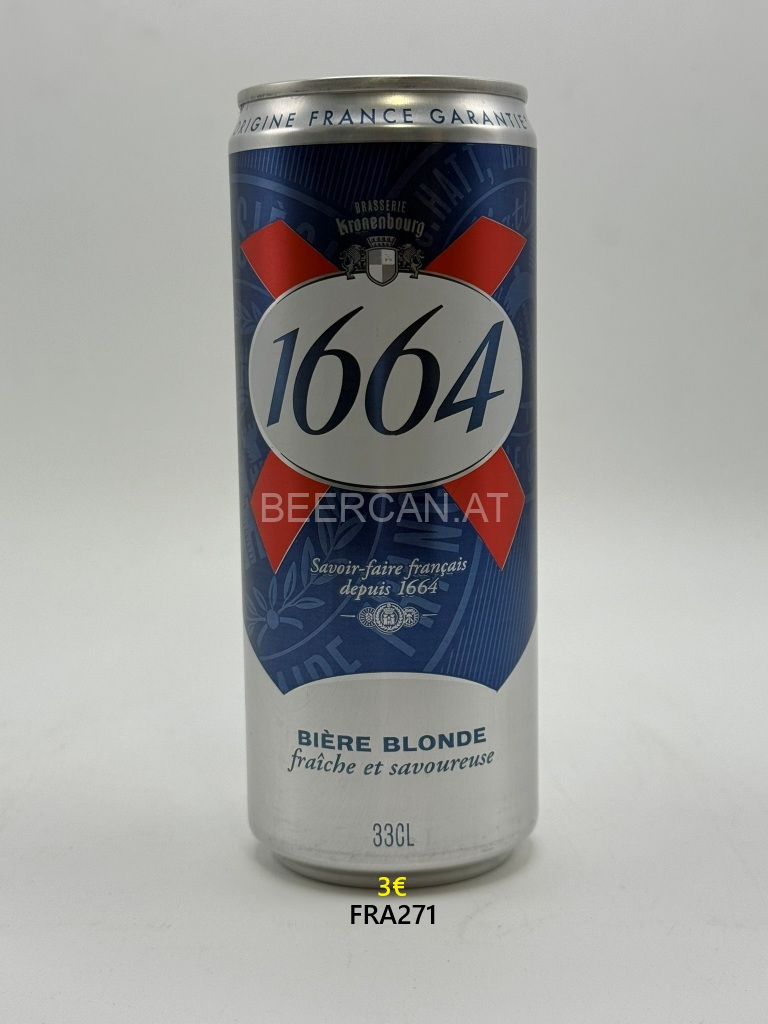 ORIGINE FRANCE GARANTIE
BRASSERIE
Kronenbourg
1664
BEERCAN.AT
Savoir-faire français
depuis 1664
BIÈRE BLONDE
fraîche et savoureuse
33CL
3€
FRA271